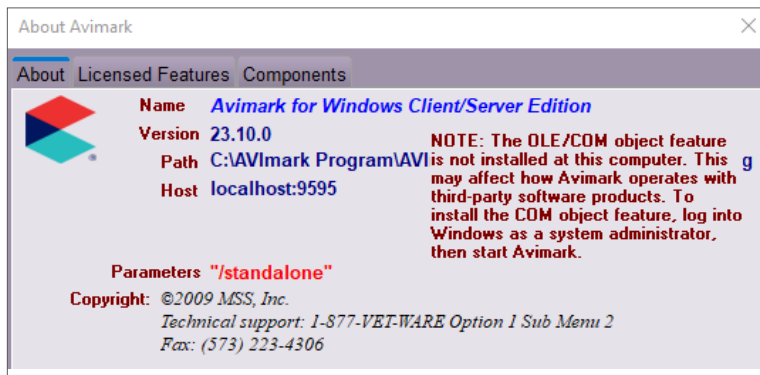 About Avimark
About Licensed Features Components
Name Avimark for Windows Client/Server Edition
Version 23.10.0
Path C:\AVImark Program\AVI g
Host localhost:9595
NOTE: The OLE/COM object feature
is not installed at this computer. This
may affect how Avimark operates with
third-party software products. To
install the COM object feature, log into
Windows as a system administrator,
then start Avimark.
Parameters "/standalone"
Copyright: ©2009 MSS, Inc.
Technical support: 1-877-VET-WARE Option 1 Sub Menu 2
Fax: (573) 223-4306